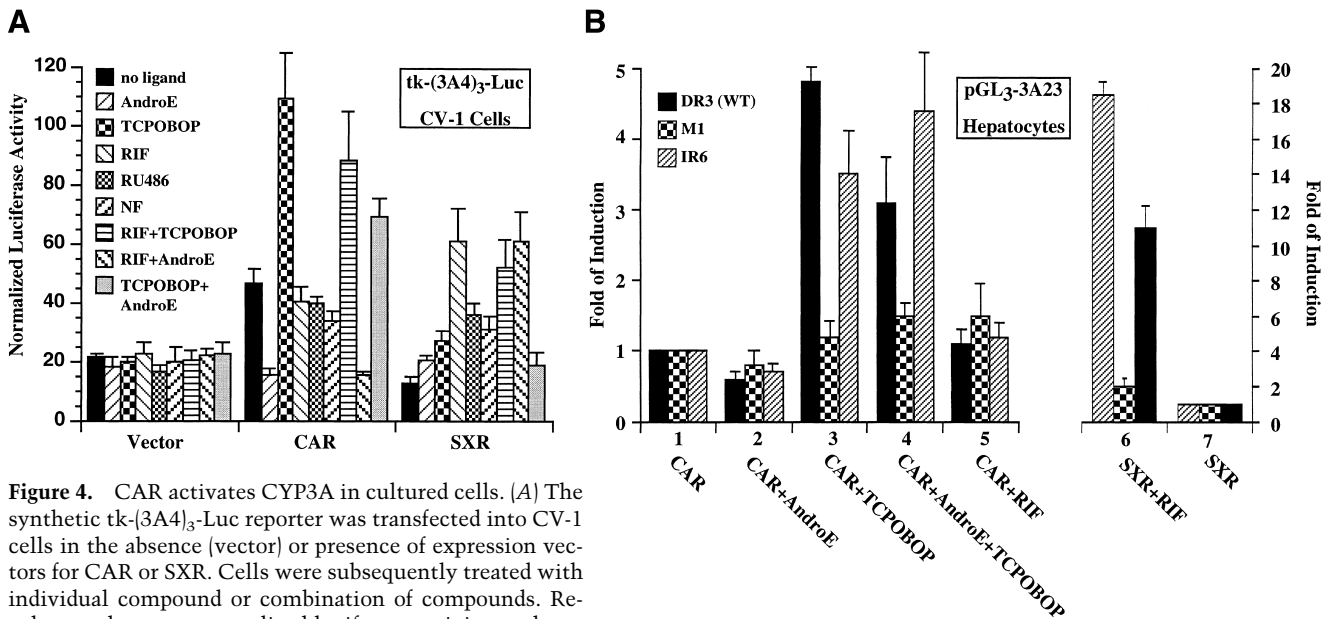 A
Normalized Luciferase Activity
120
100
80
60
40
20
0
no ligand
AndroE
TCPOBOP
RIF
RU486
NF
RIF+TCPOBOP
RIF+AndroE
TCPOBOP+
AndroE
tk-(3A4)3-Luc
CV-1 Cells
Vector
CAR
SXR
B
Fold of Induction
5
4
3
2
1
0
DR3 (WT)
M1
IR6
pGL3-3A23
Hepatocytes
20
18
16
14
12
10
8
6
4
2
0
Fold of Induction
1
2
3
4
5
6
7
CAR
CAR+AndroE
CAR+TCPOBOP
CAR+AndroE+TCPOBOP
CAR+RIF
SXR+RIF
SXR
Figure 4. CAR activates CYP3A in cultured cells. (A) The
synthetic tk-(3A4)3-Luc reporter was transfected into CV-1
cells in the absence (vector) or presence of expression vec-
tors for CAR or SXR. Cells were subsequently treated with
individual compound or combination of compounds. Re-